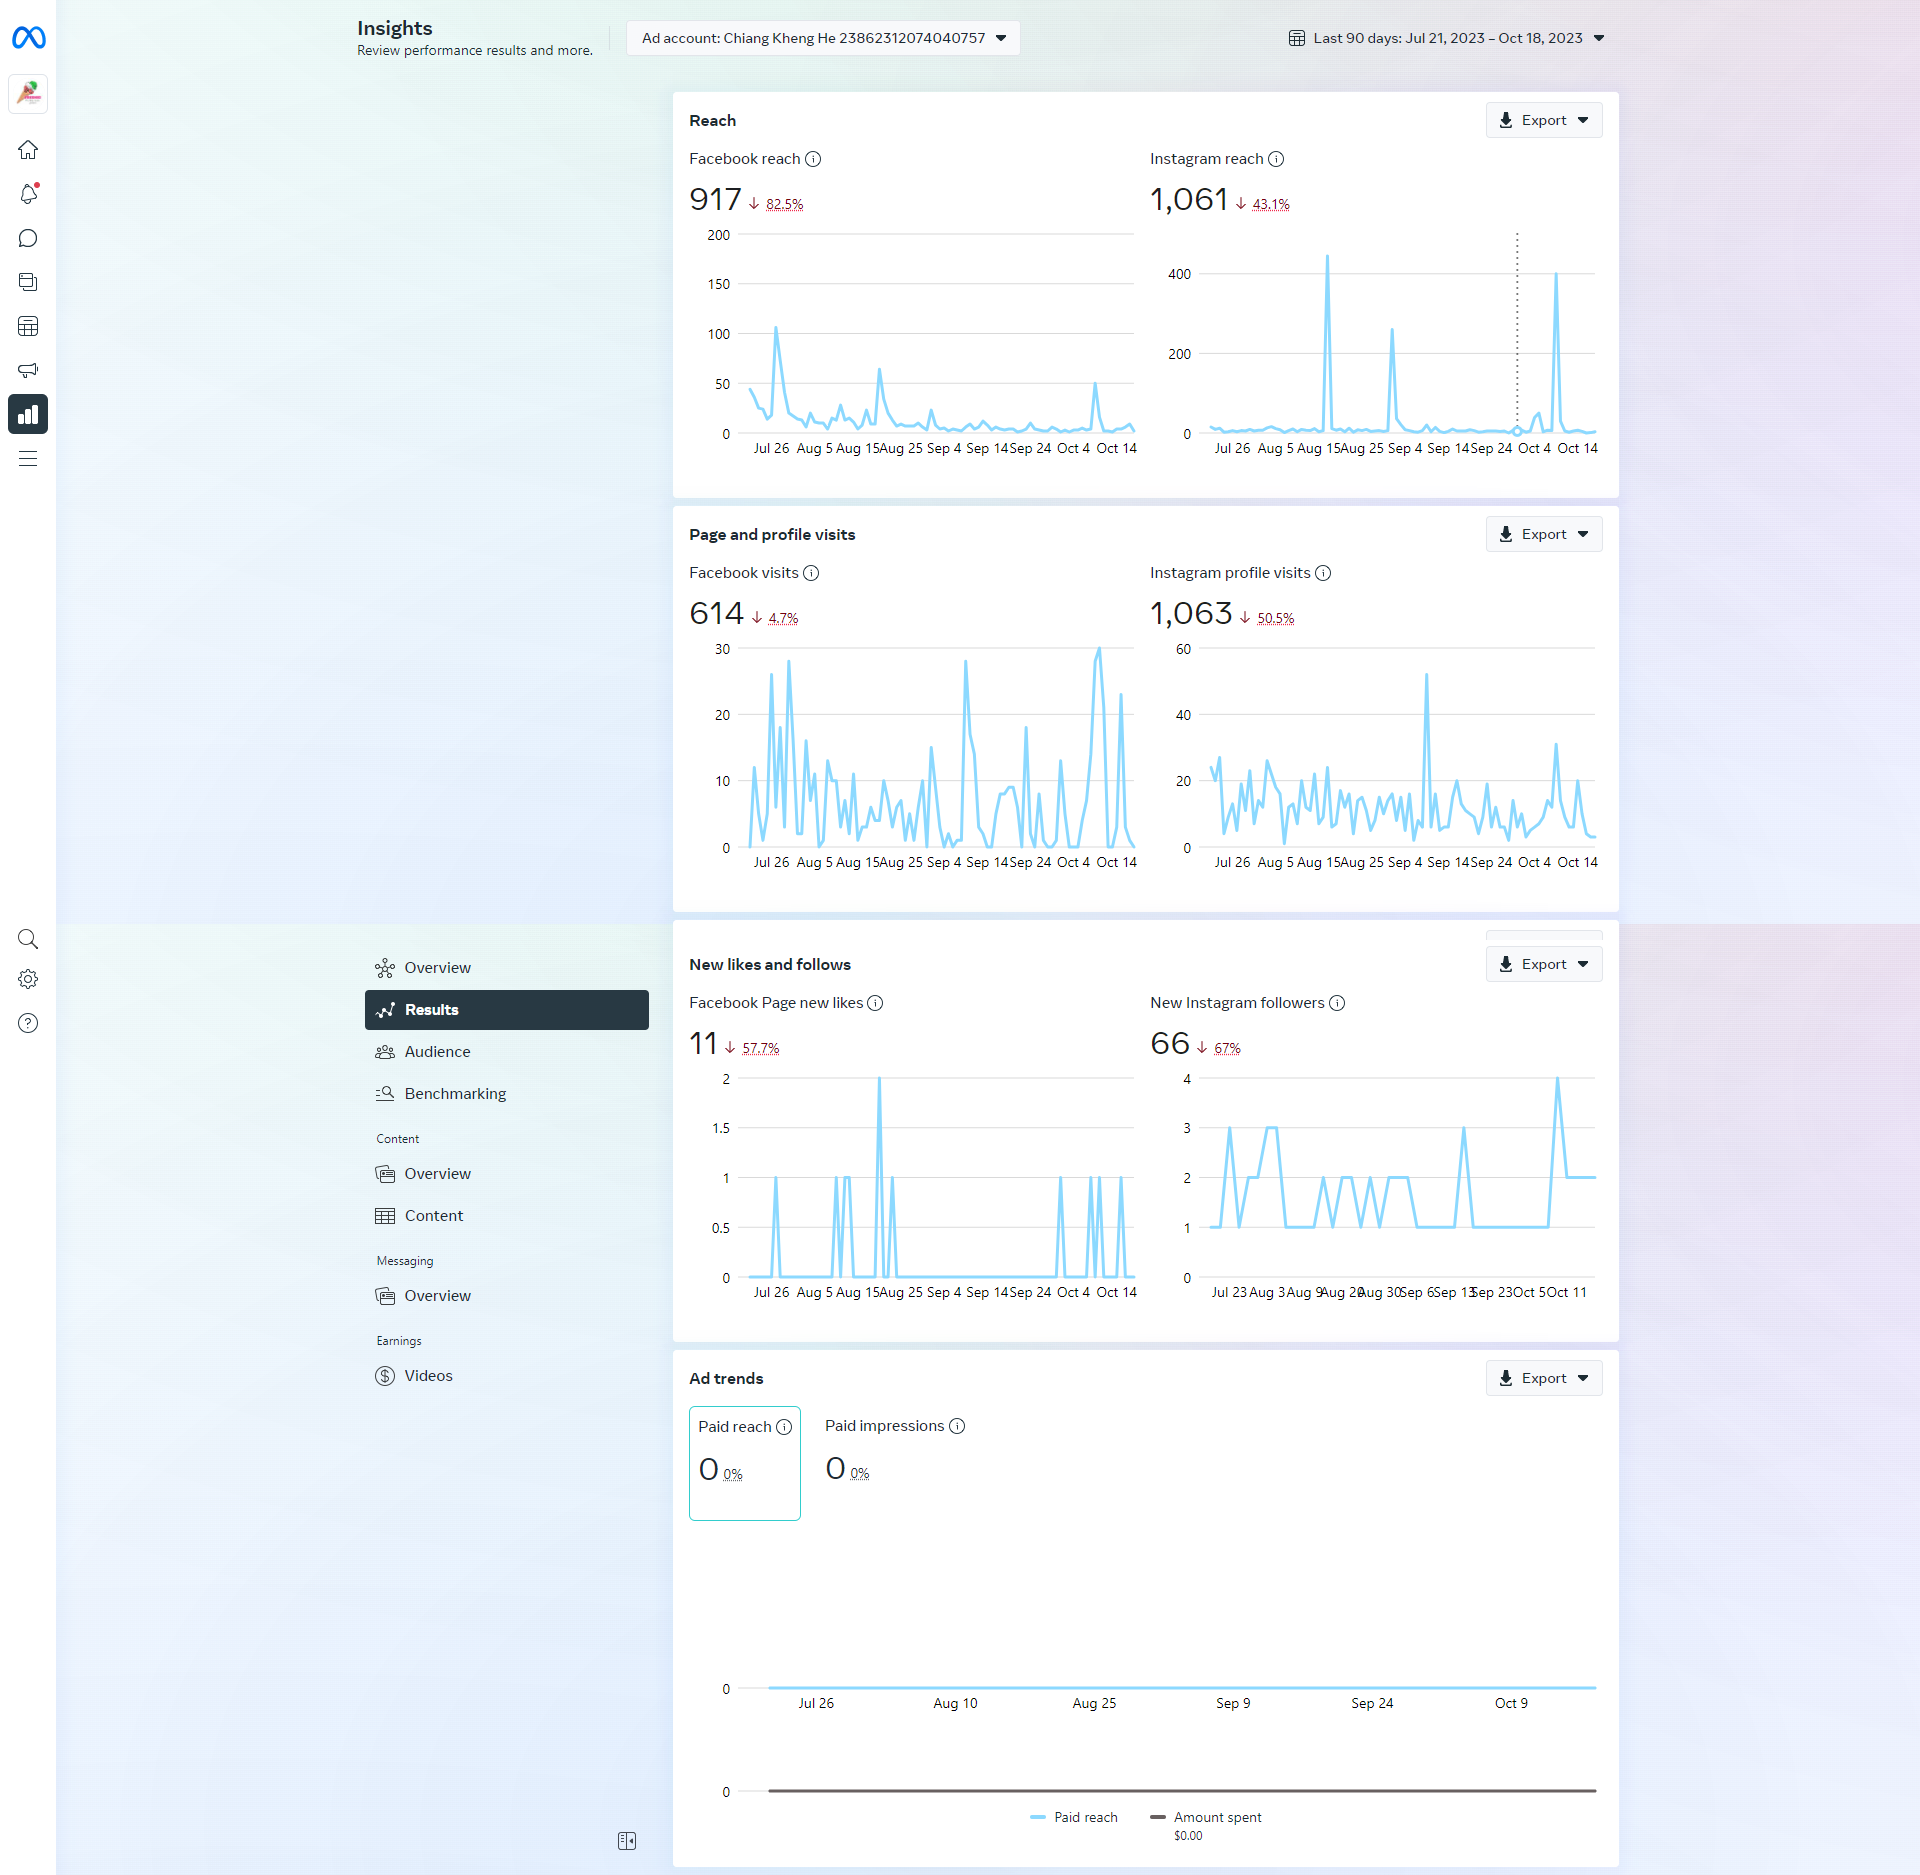 Insights
Review performance results and more.
Ad account: Chiang Kheng He 23862312074040757
Last 90 days: Jul 21, 2023 – Oct 18, 2023
Reach
Export
Facebook reach
917 ↓ 82.5%
200
150
100
50
0
Jul 26 Aug 5 Aug 15 Aug 25 Sep 4 Sep 14 Sep 24 Oct 4 Oct 14
Instagram reach
1,061 ↓ 43.1%
400
200
0
Jul 26 Aug 5 Aug 15 Aug 25 Sep 4 Sep 14 Sep 24 Oct 4 Oct 14
Page and profile visits
Export
Facebook visits
614 ↓ 4.7%
30
20
10
0
Jul 26 Aug 5 Aug 15 Aug 25 Sep 4 Sep 14 Sep 24 Oct 4 Oct 14
Instagram profile visits
1,063 ↓ 50.5%
60
40
20
0
Jul 26 Aug 5 Aug 15 Aug 25 Sep 4 Sep 14 Sep 24 Oct 4 Oct 14
Overview
Results
Audience
Benchmarking
Content
Overview
Content
Messaging
Overview
Earnings
Videos
New likes and follows
Export
Facebook Page new likes
11 ↓ 57.7%
2
1.5
1
0.5
0
Jul 26 Aug 5 Aug 15 Aug 25 Sep 4 Sep 14 Sep 24 Oct 4 Oct 14
New Instagram followers
66 ↓ 67%
4
3
2
1
0
Jul 23 Aug 3 Aug 9 Aug 20 Aug 30 Sep 6 Sep 13 Sep 23 Oct 5 Oct 11
Ad trends
Export
Paid reach
0 0%
Paid impressions
0 0%
0
Jul 26 Aug 10 Aug 25 Sep 9 Sep 24 Oct 9
0
Paid reach
Amount spent
$0.00